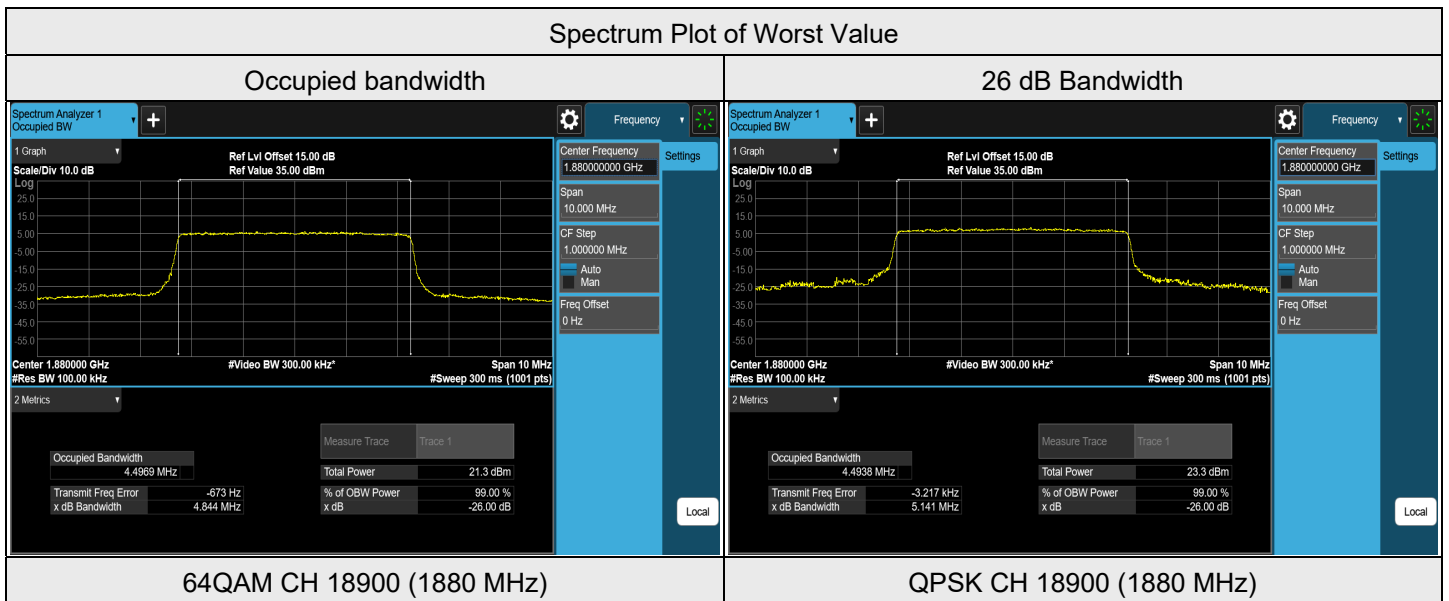 Spectrum Plot of Worst Value
Occupied bandwidth
26 dB Bandwidth
Spectrum Analyzer 1
Occupied BW
+
Frequency
1 Graph
Ref Lvl Offset 15.00 dB
Scale/Div 10.0 dB
Ref Value 35.00 dBm
Log
25.0
15.0
5.00
-5.00
-15.0
-25.0
-35.0
-45.0
-55.0
Center 1.880000 GHz
#Video BW 300.00 kHz*
Span 10 MHz
#Res BW 100.00 kHz
#Sweep 300 ms (1001 pts)
Center Frequency
1.880000000 GHz
Settings
Span
10.000 MHz
CF Step
1.000000 MHz
Auto
Man
Freq Offset
0 Hz
Local
2 Metrics
Measure Trace Trace 1
Occupied Bandwidth
4.4969 MHz
Total Power 21.3 dBm
Transmit Freq Error -673 Hz
% of OBW Power 99.00 %
x dB Bandwidth 4.844 MHz
x dB -26.00 dB
Spectrum Analyzer 1
Occupied BW
+
Frequency
1 Graph
Ref Lvl Offset 15.00 dB
Scale/Div 10.0 dB
Ref Value 35.00 dBm
Log
25.0
15.0
5.00
-5.00
-15.0
-25.0
-35.0
-45.0
-55.0
Center 1.880000 GHz
#Video BW 300.00 kHz*
Span 10 MHz
#Res BW 100.00 kHz
#Sweep 300 ms (1001 pts)
Center Frequency
1.880000000 GHz
Settings
Span
10.000 MHz
CF Step
1.000000 MHz
Auto
Man
Freq Offset
0 Hz
Local
2 Metrics
Measure Trace Trace 1
Occupied Bandwidth
4.4938 MHz
Total Power 23.3 dBm
Transmit Freq Error -3.217 kHz
% of OBW Power 99.00 %
x dB Bandwidth 5.141 MHz
x dB -26.00 dB
64QAM CH 18900 (1880 MHz)
QPSK CH 18900 (1880 MHz)